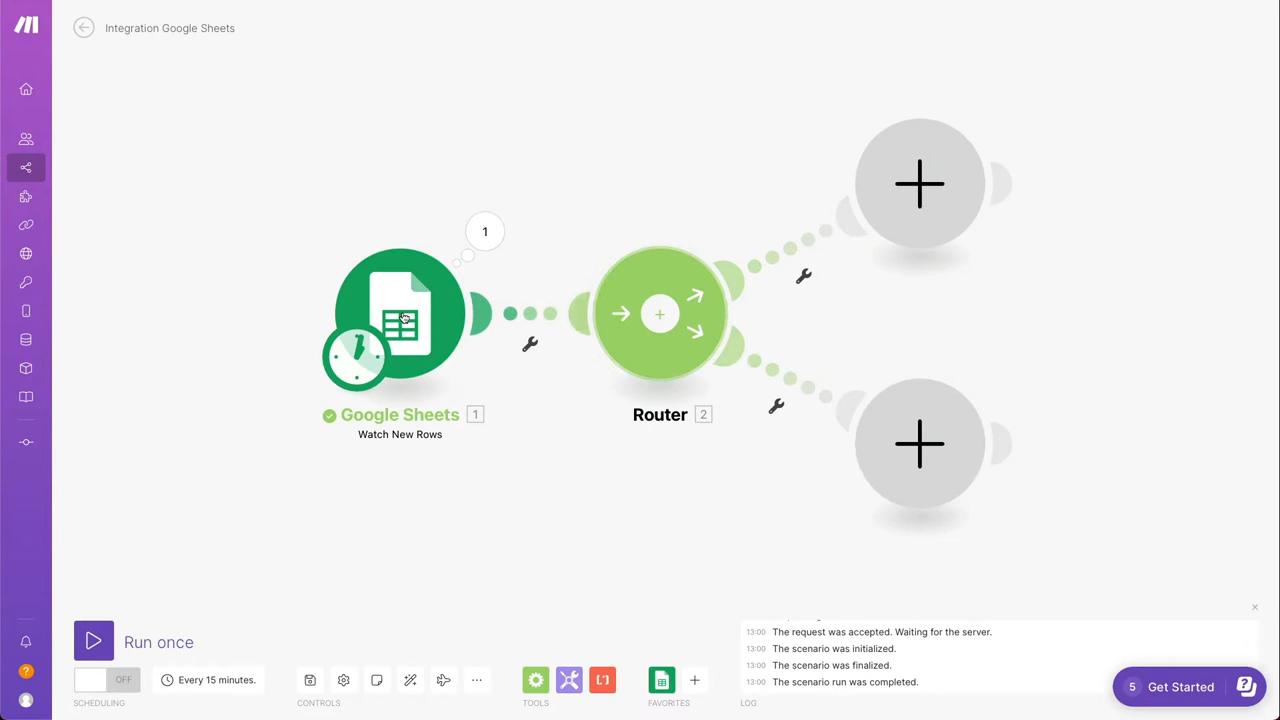 Integration Google Sheets
1
Google Sheets 1
Watch New Rows
Router 2
Run once
13:00 The request was accepted. Waiting for the server.
13:00 The scenario was initialized.
13:00 The scenario was finalized.
13:00 The scenario run was completed.
OFF
Every 15 minutes.
SCHEDULING
CONTROLS
TOOLS
FAVORITES
LOG
5 Get Started